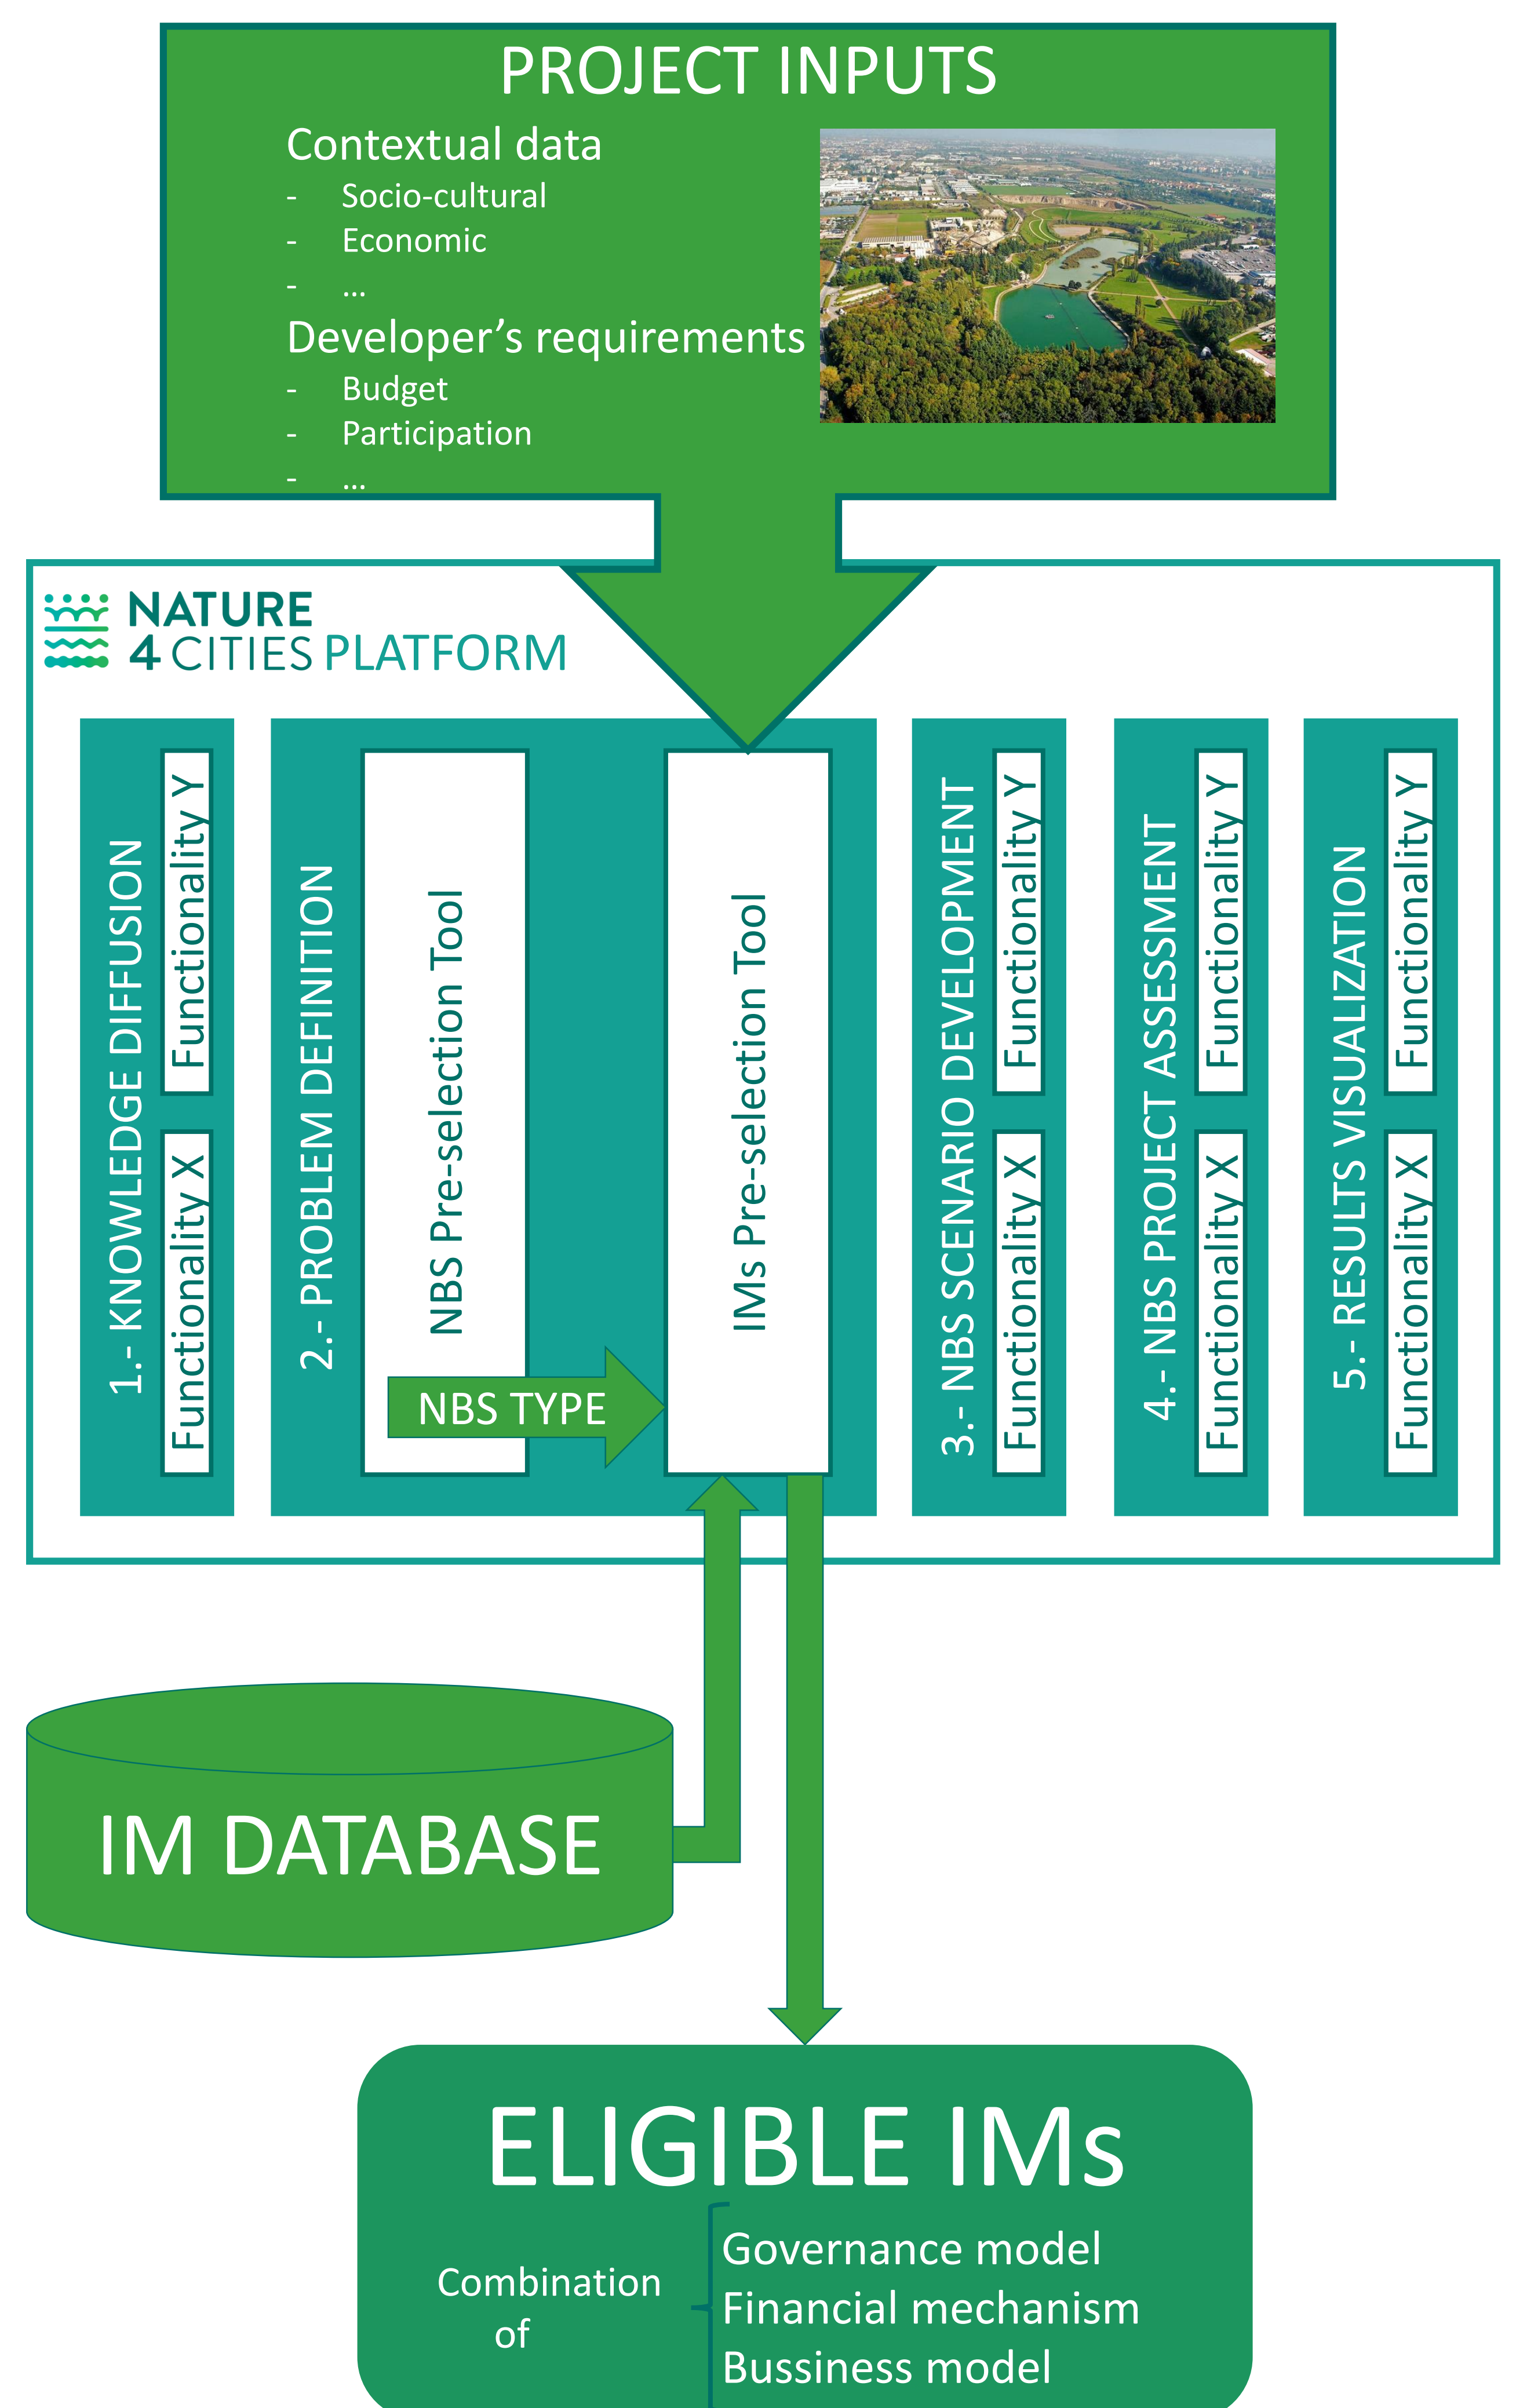 PROJECT INPUTS
Contextual data
- Socio-cultural
- Economic
- ...
Developer’s requirements
- Budget
- Participation
- ...
NATURE
4 CITIES PLATFORM
1.- KNOWLEDGE DIFFUSION
Functionality X
Functionality Y
2.- PROBLEM DEFINITION
NBS Pre-selection Tool
NBS TYPE
IMs Pre-selection Tool
3.- NBS SCENARIO DEVELOPMENT
Functionality X
Functionality Y
4.- NBS PROJECT ASSESSMENT
Functionality X
Functionality Y
5.- RESULTS VISUALIZATION
Functionality X
Functionality Y
IM DATABASE
ELIGIBLE IMs
Combination
of
Governance model
Financial mechanism
Bussiness model